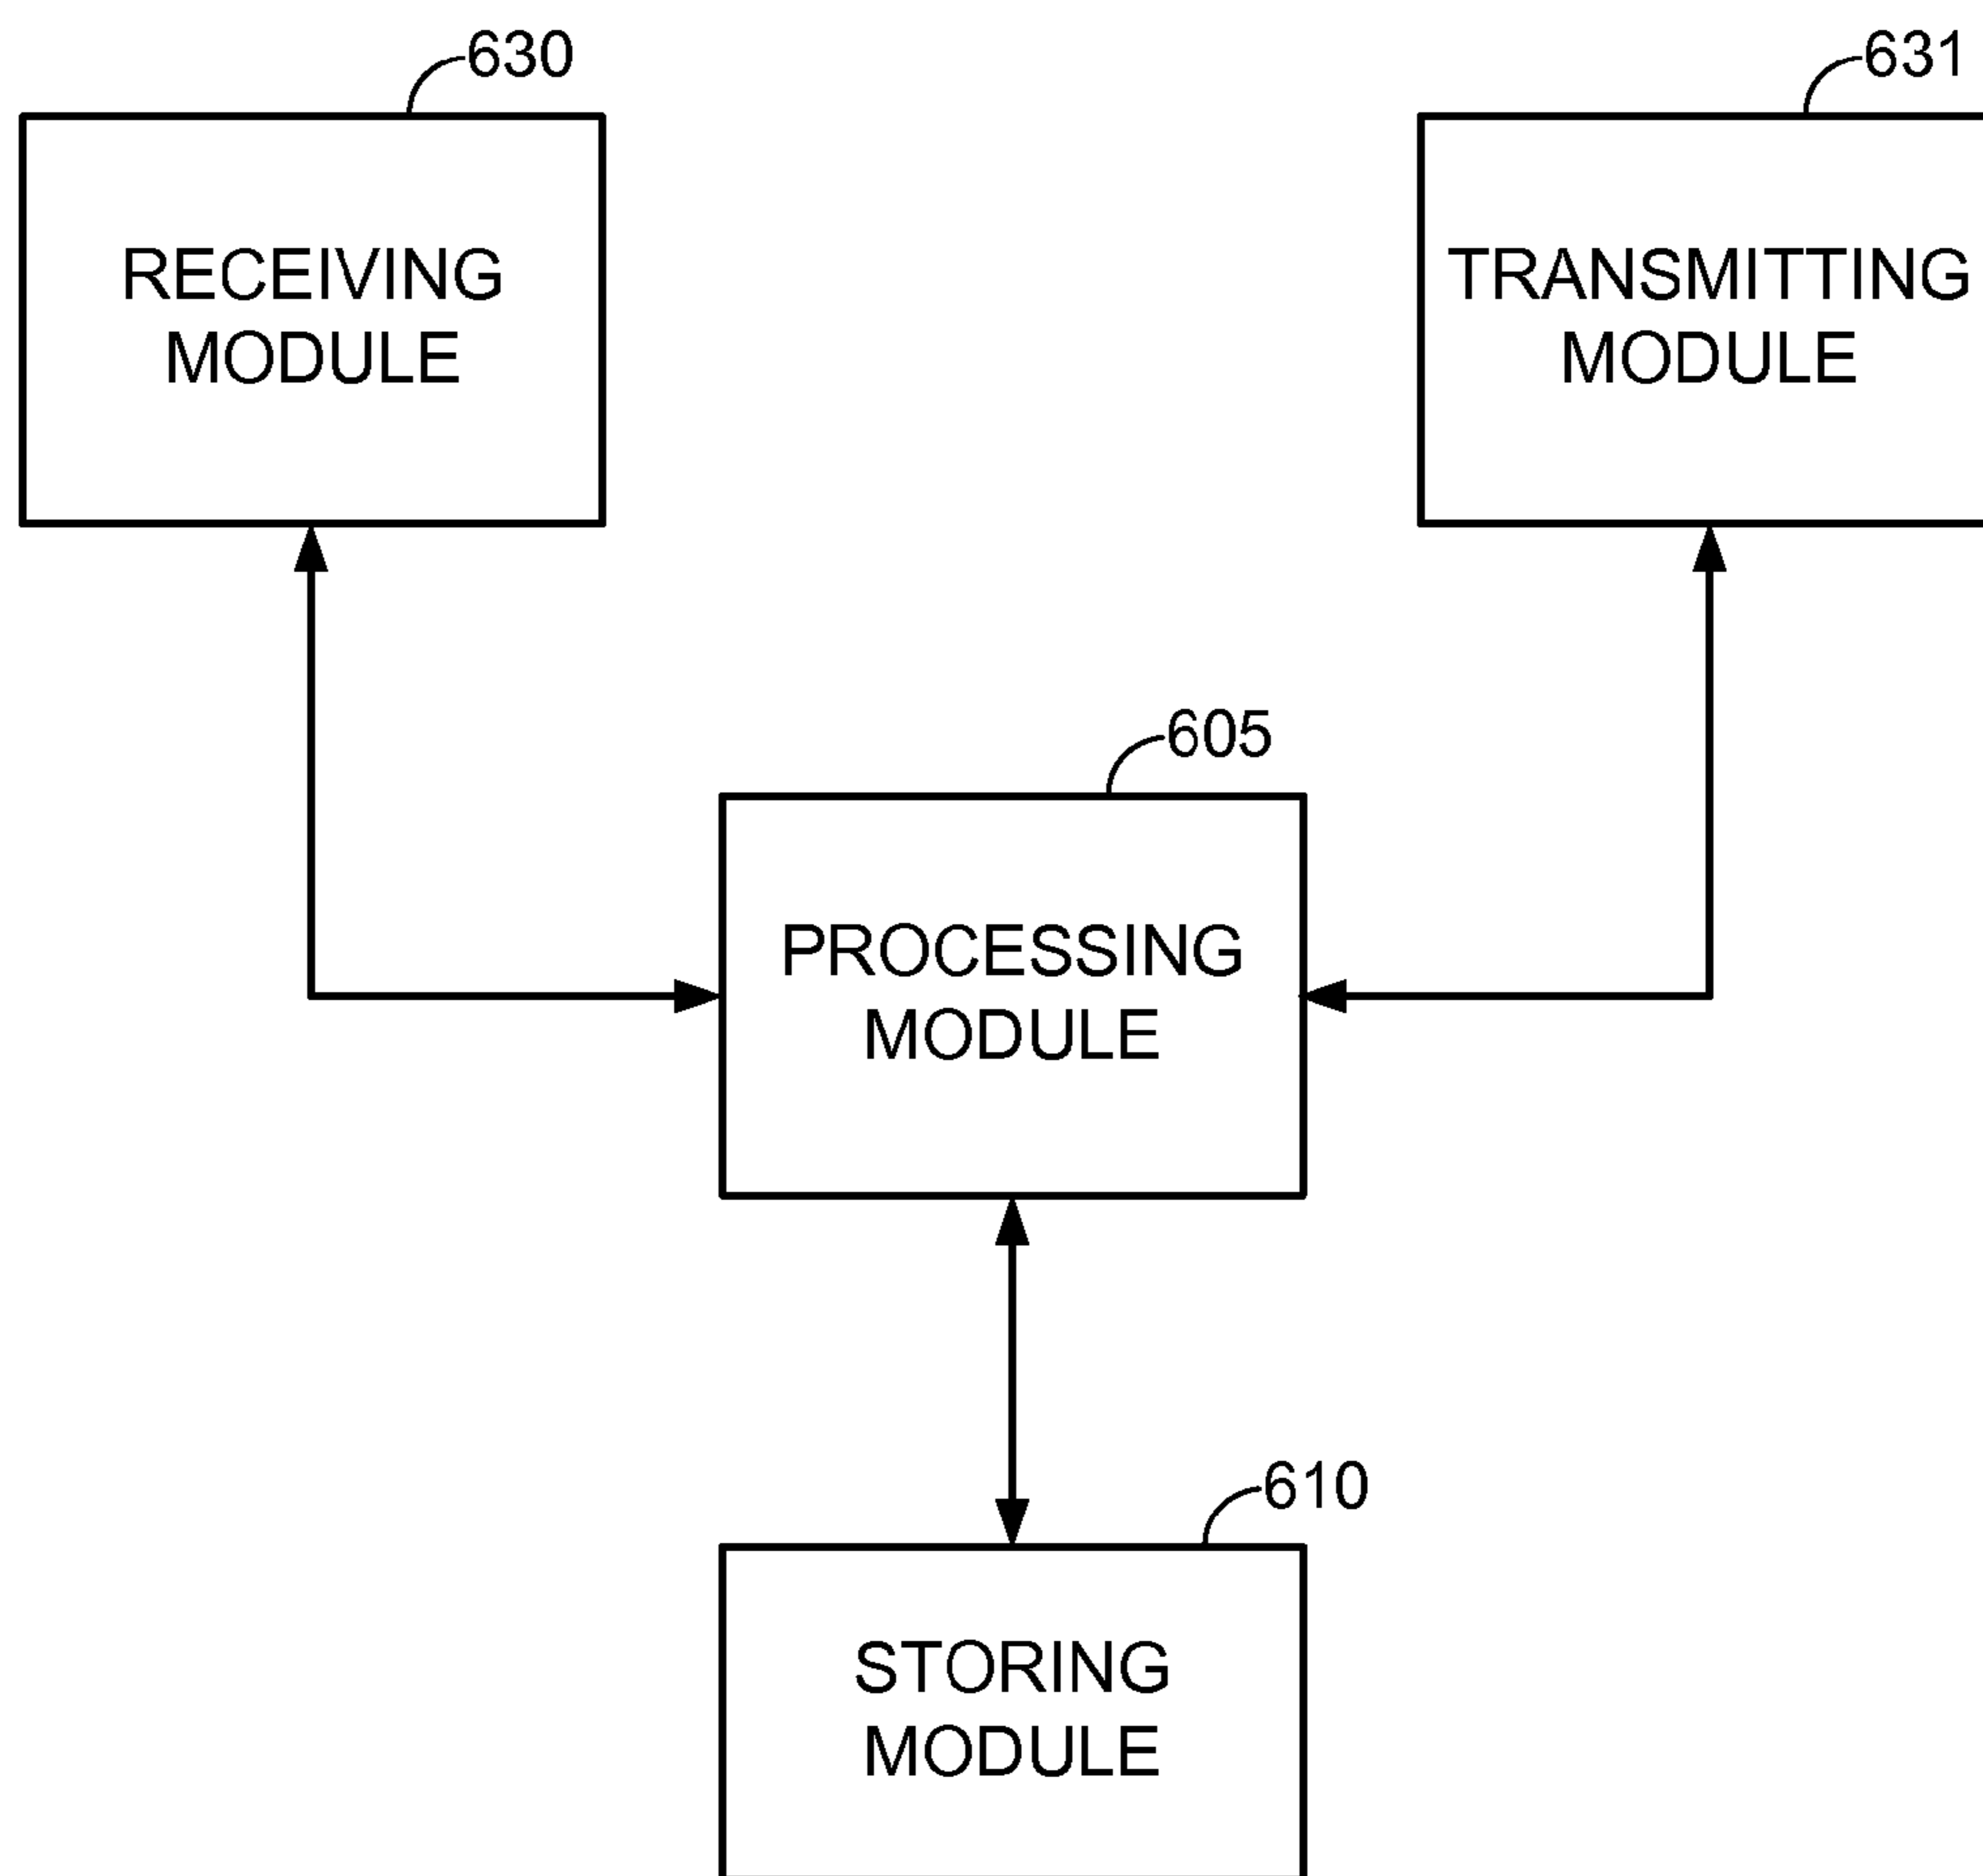 630
631
RECEIVING
MODULE
TRANSMITTING
MODULE
605
PROCESSING
MODULE
610
STORING
MODULE